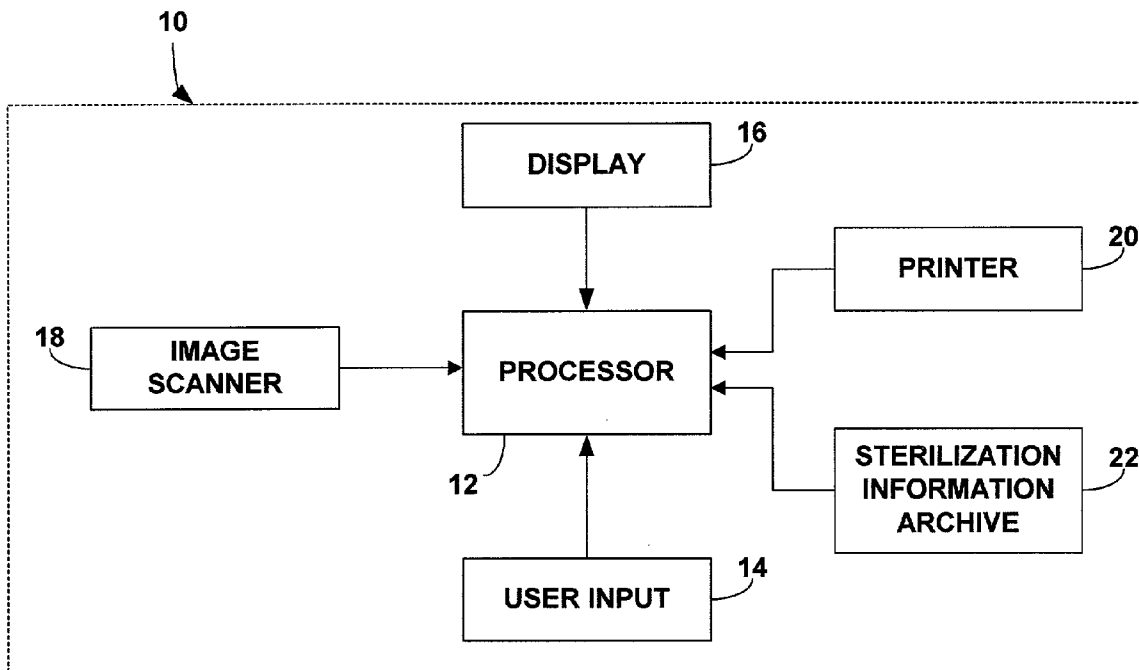 10
DISPLAY
16
PRINTER
20
18
IMAGE
SCANNER
PROCESSOR
12
STERILIZATION
INFORMATION
ARCHIVE
22
USER INPUT
14